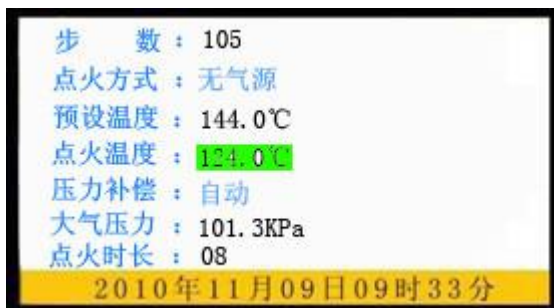 步 数：105
点火方式：无气源
预设温度：144.0℃
点火温度：134.0℃
压力补偿：自动
大气压力：101.3KPa
点火时长：08
2010年11月09日09时33分